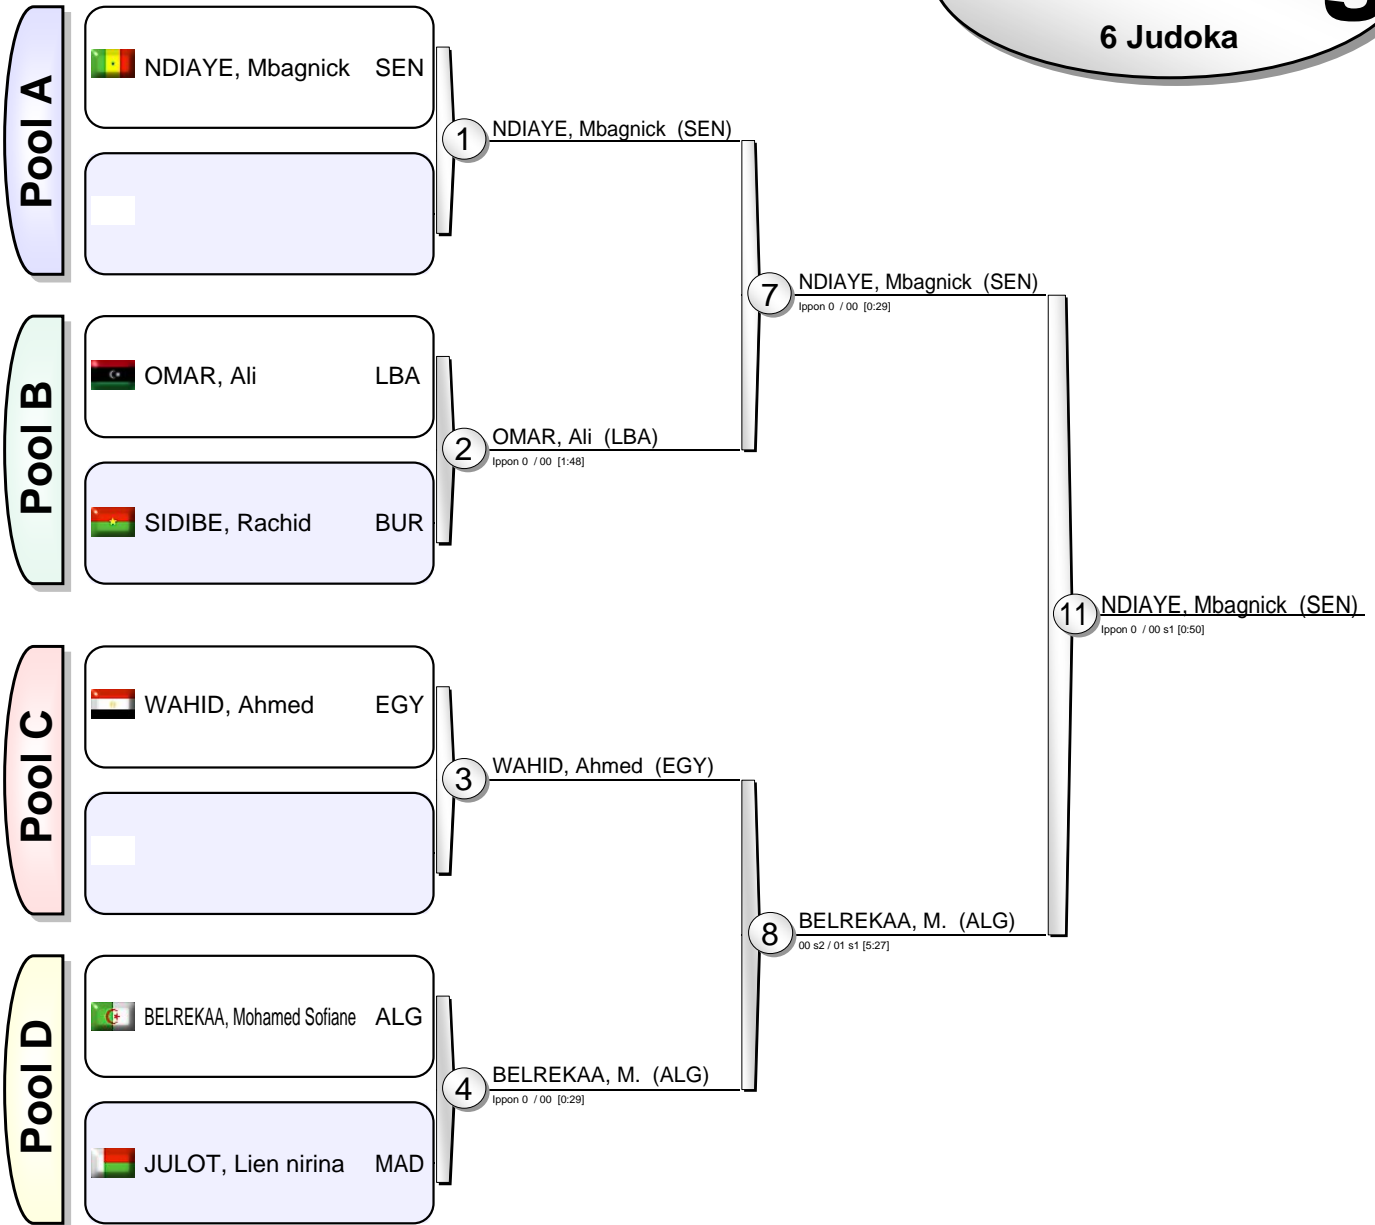 6 Judoka
Pool A
NDIAYE, Mbagnick SEN
1
NDIAYE, Mbagnick (SEN)
7
NDIAYE, Mbagnick (SEN)
Ippon 0 / 00 [0:29]
Pool B
OMAR, Ali LBA
2
OMAR, Ali (LBA)
Ippon 0 / 00 [1:48]
SIDIBE, Rachid BUR
11
NDIAYE, Mbagnick (SEN)
Ippon 0 / 00 s1 [0:50]
Pool C
WAHID, Ahmed EGY
3
WAHID, Ahmed (EGY)
8
BELREKAA, M. (ALG)
00 s2 / 01 s1 [5:27]
Pool D
BELREKAA, Mohamed Sofiane ALG
4
BELREKAA, M. (ALG)
Ippon 0 / 00 [0:29]
JULOT, Lien nirina MAD